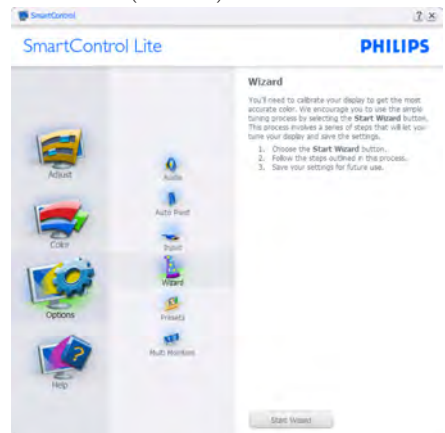 SmartControl
SmartControl Lite
PHILIPS
Wizard
You'll need to calibrate your display to get the most
accurate color. We encourage you to use the simple
tuning process by selecting the Start Wizard button.
This process involves a series of steps that will let you
tune your display and save the settings.
1. Choose the Start Wizard button.
2. Follow the steps outlined in the process.
3. Save your settings for future use.
Adjust
Color
Options
Help
Audio
Auto Pivot
Input
Wizard
Presets
Multi Monitors
Start Wizard